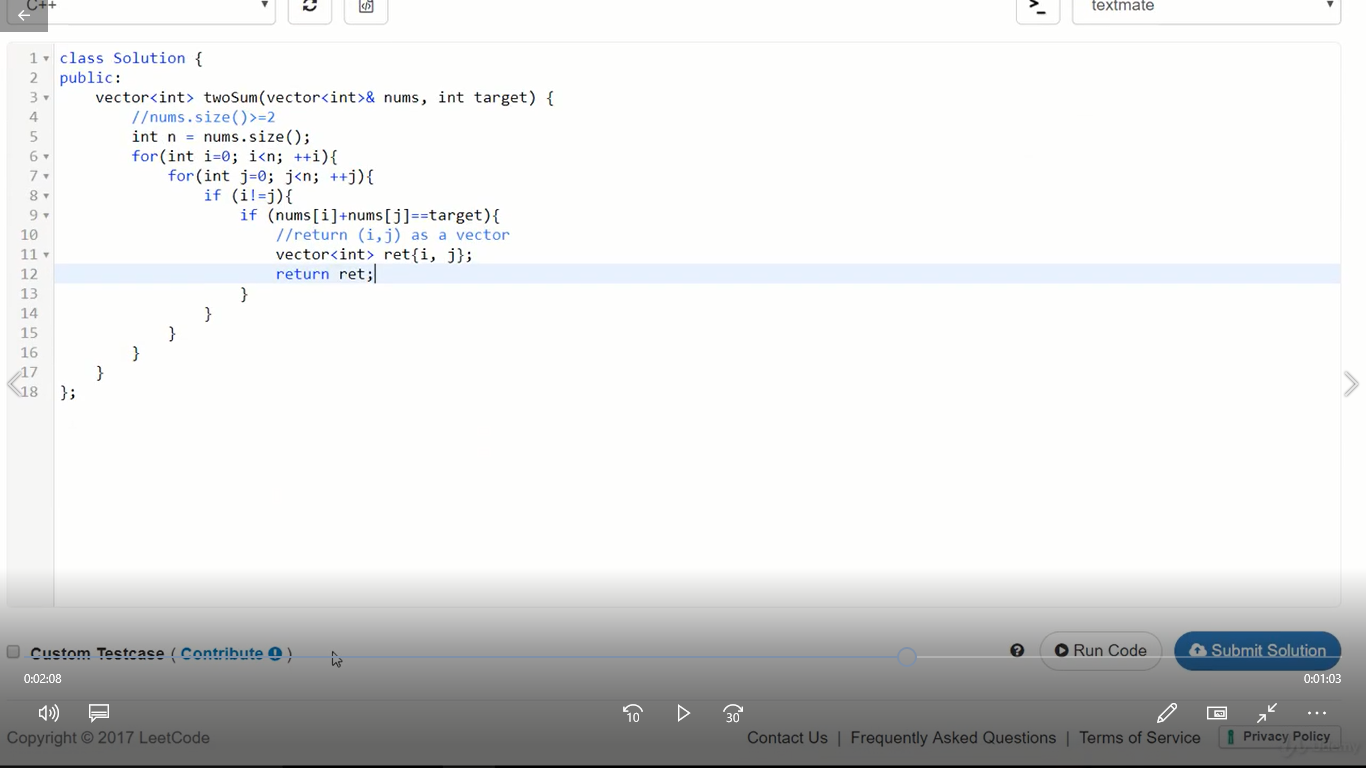 C++
textmate
1 class Solution {
2 public:
3     vector<int> twoSum(vector<int>& nums, int target) {
4         //nums.size()>=2
5         int n = nums.size();
6         for(int i=0; i<n; ++i){
7             for(int j=0; j<n; ++j){
8                 if (i!=j){
9                     if (nums[i]+nums[j]==target){
10                         //return (i,j) as a vector
11                         vector<int> ret{i, j};
12                         return ret;
13                     }
14                 }
15             }
16         }
17     }
18 };
Custom Testcase ( Contribute )
Run Code
Submit Solution
0:02:08
0:01:03
10
30
Copyright © 2017 LeetCode
Contact Us | Frequently Asked Questions | Terms of Service
Privacy Policy